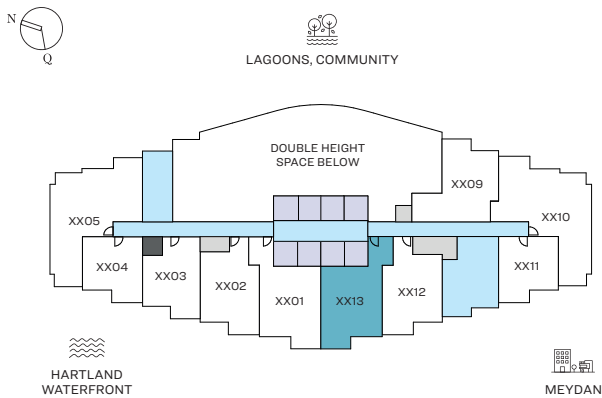 N
Q
LAGOONS, COMMUNITY
DOUBLE HEIGHT
SPACE BELOW
XX09
XX05
XX10
XX04
XX03
XX02
XX01
XX13
XX12
XX11
HARTLAND
WATERFRONT
MEYDAN